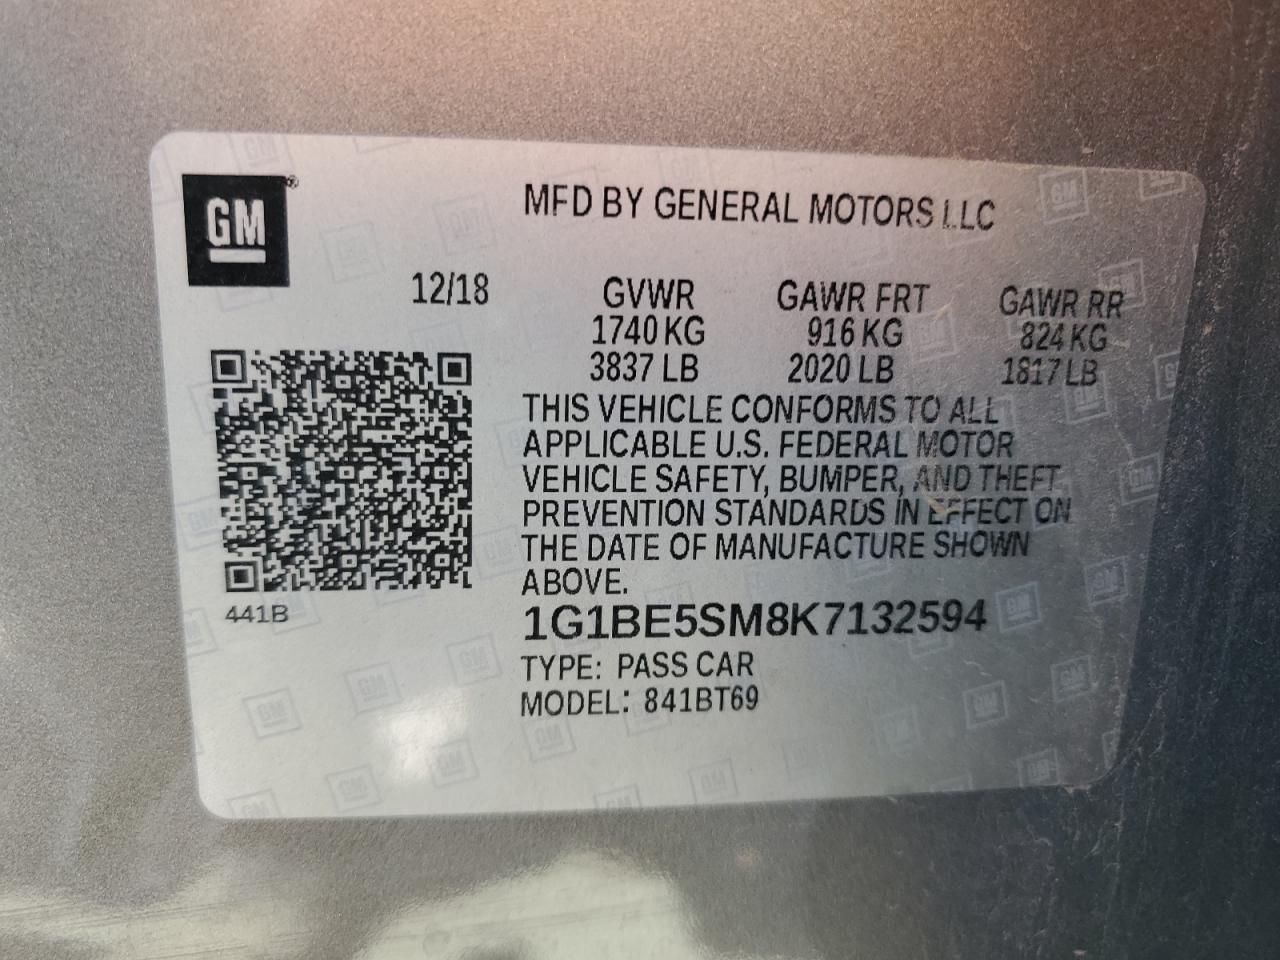 GM
MFD BY GENERAL MOTORS LLC
12/18
GVWR GAWR FRT GAWR RR
1740 KG 916 KG 824 KG
3837 LB 2020 LB 1817 LB
THIS VEHICLE CONFORMS TO ALL
APPLICABLE U.S. FEDERAL MOTOR
VEHICLE SAFETY, BUMPER, AND THEFT
PREVENTION STANDARDS IN EFFECT ON
THE DATE OF MANUFACTURE SHOWN
ABOVE.
441B
1G1BE5SM8K7132594
TYPE: PASS CAR
MODEL: 841BT69